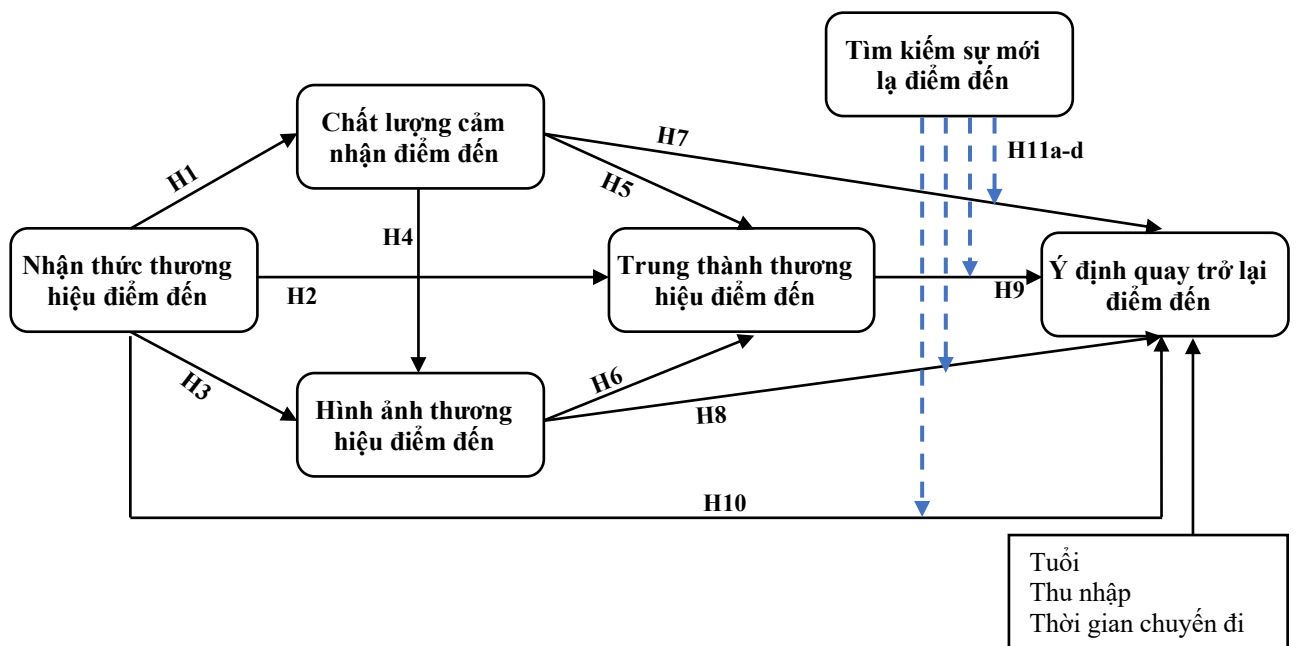 Tìm kiếm sự mới
lạ điểm đến
Chất lượng cảm
nhận điểm đến
H7
H11a-d
H1
H5
H4
Nhận thức thương
hiệu điểm đến
H2
Trung thành thương
hiệu điểm đến
H9
Ý định quay trở lại
điểm đến
H3
H6
Hình ảnh thương
hiệu điểm đến
H8
H10
Tuổi
Thu nhập
Thời gian chuyến đi